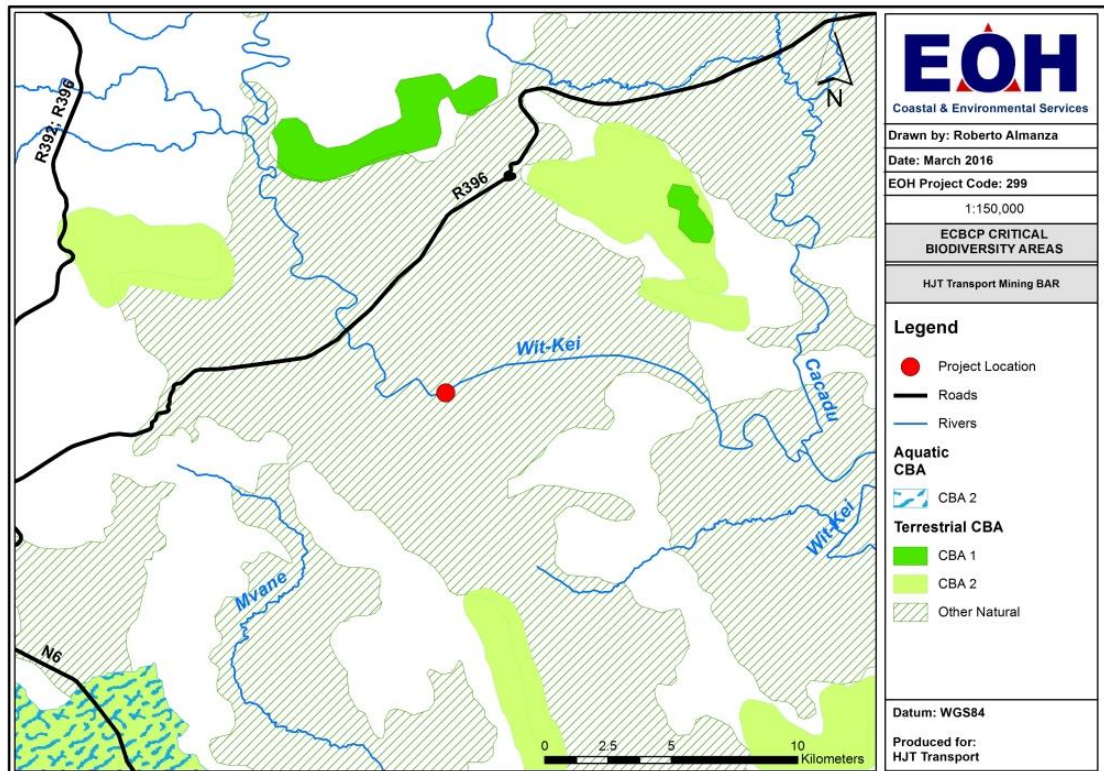 R392; R396
R396
Wit-Kei
Cacadu
Wit-Kei
Mvane
N6
0 2.5 5 10
Kilometers
N
EOH
Coastal & Environmental Services
Drawn by: Roberto Almanza
Date: March 2016
EOH Project Code: 299
1:150,000
ECBCP CRITICAL
BIODIVERSITY AREAS
HJT Transport Mining BAR
Legend
Project Location
Roads
Rivers
Aquatic
CBA
CBA 2
Terrestrial CBA
CBA 1
CBA 2
Other Natural
Datum: WGS84
Produced for:
HJT Transport